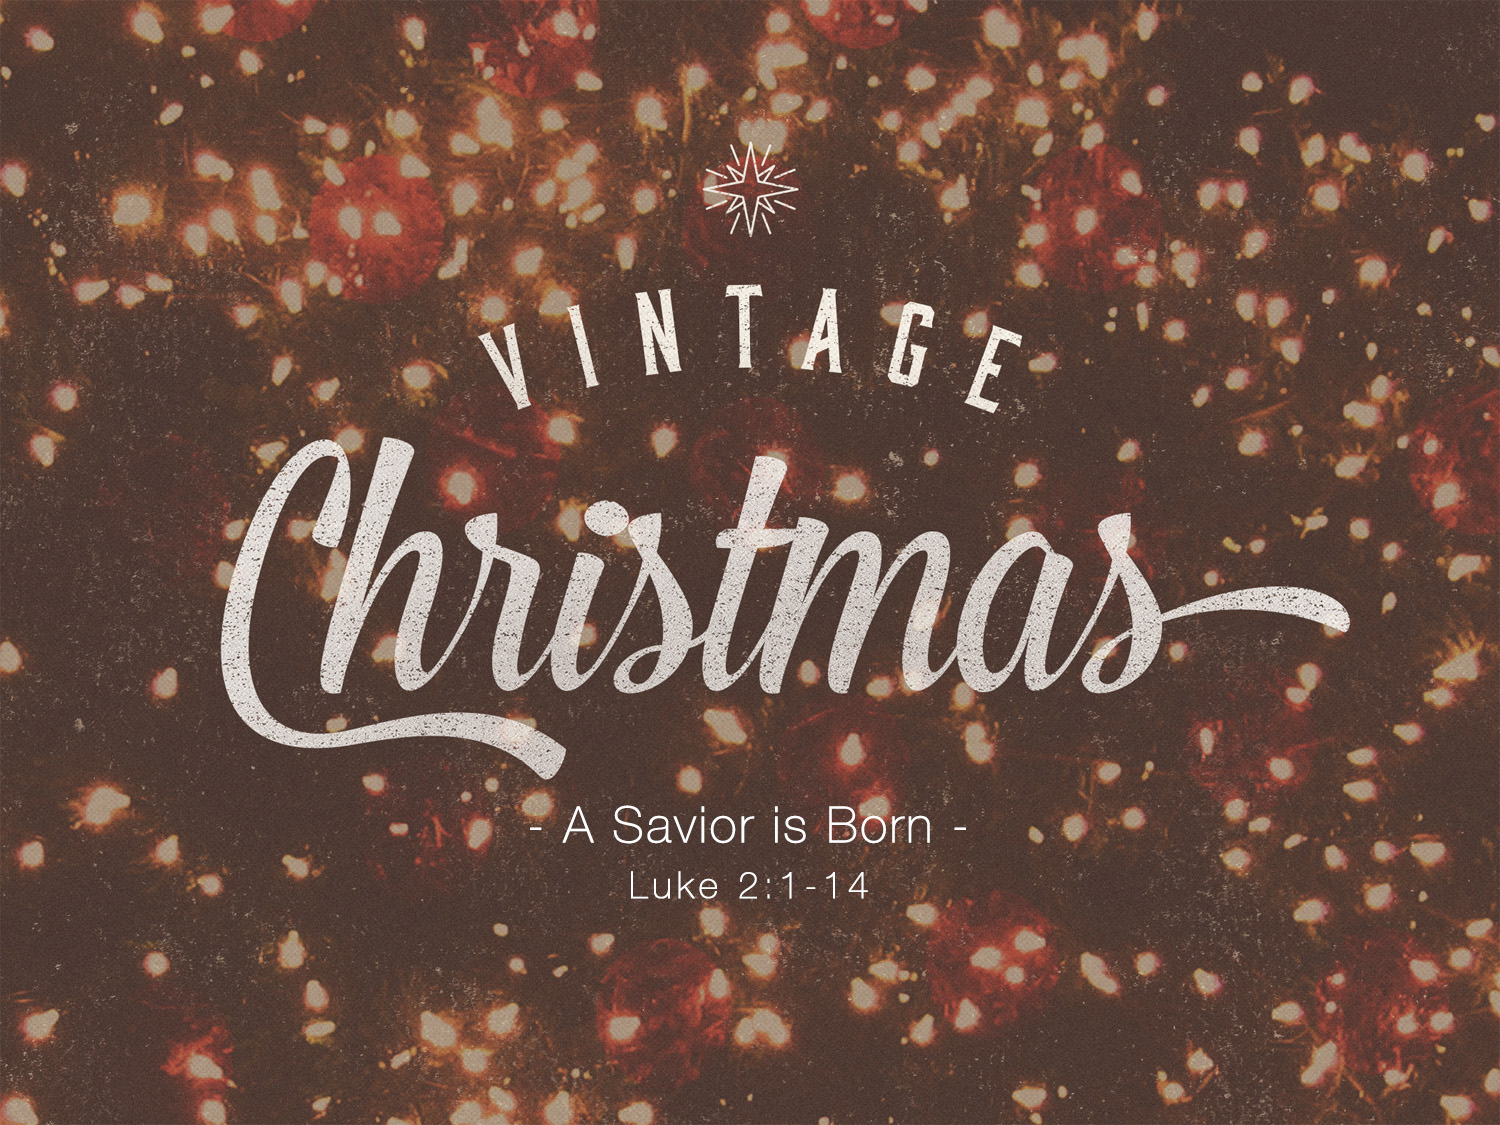 VINTAGE
Christmas
- A Savior is Born -
Luke 2:1-14